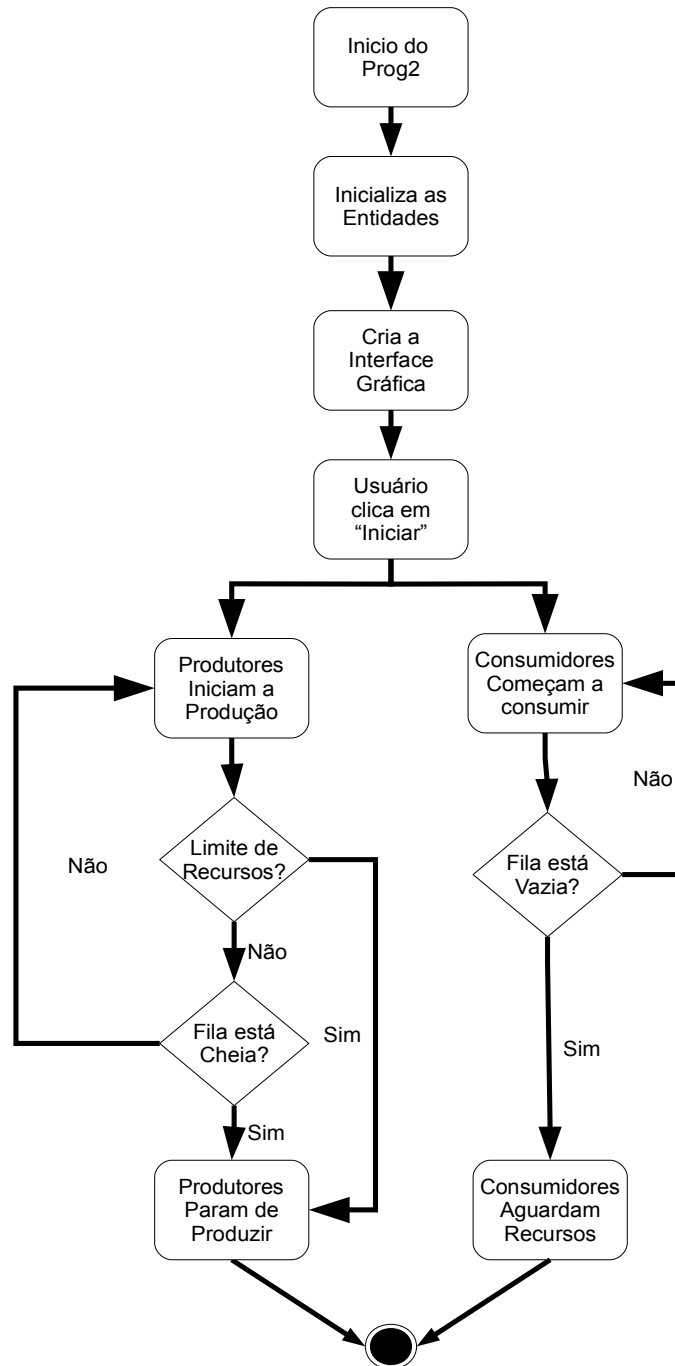 Inicio do
Prog2
Inicializa as
Entidades
Cria a
Interface
Gráfica
Usuário
clica em
“Iniciar”
Produtores
Iniciam a
Produção
Consumidores
Começam a
consumir
Não
Limite de
Recursos?
Não
Fila está
Vazia?
Não
Fila está
Cheia?
Sim
Sim
Sim
Produtores
Param de
Produzir
Consumidores
Aguardam
Recursos